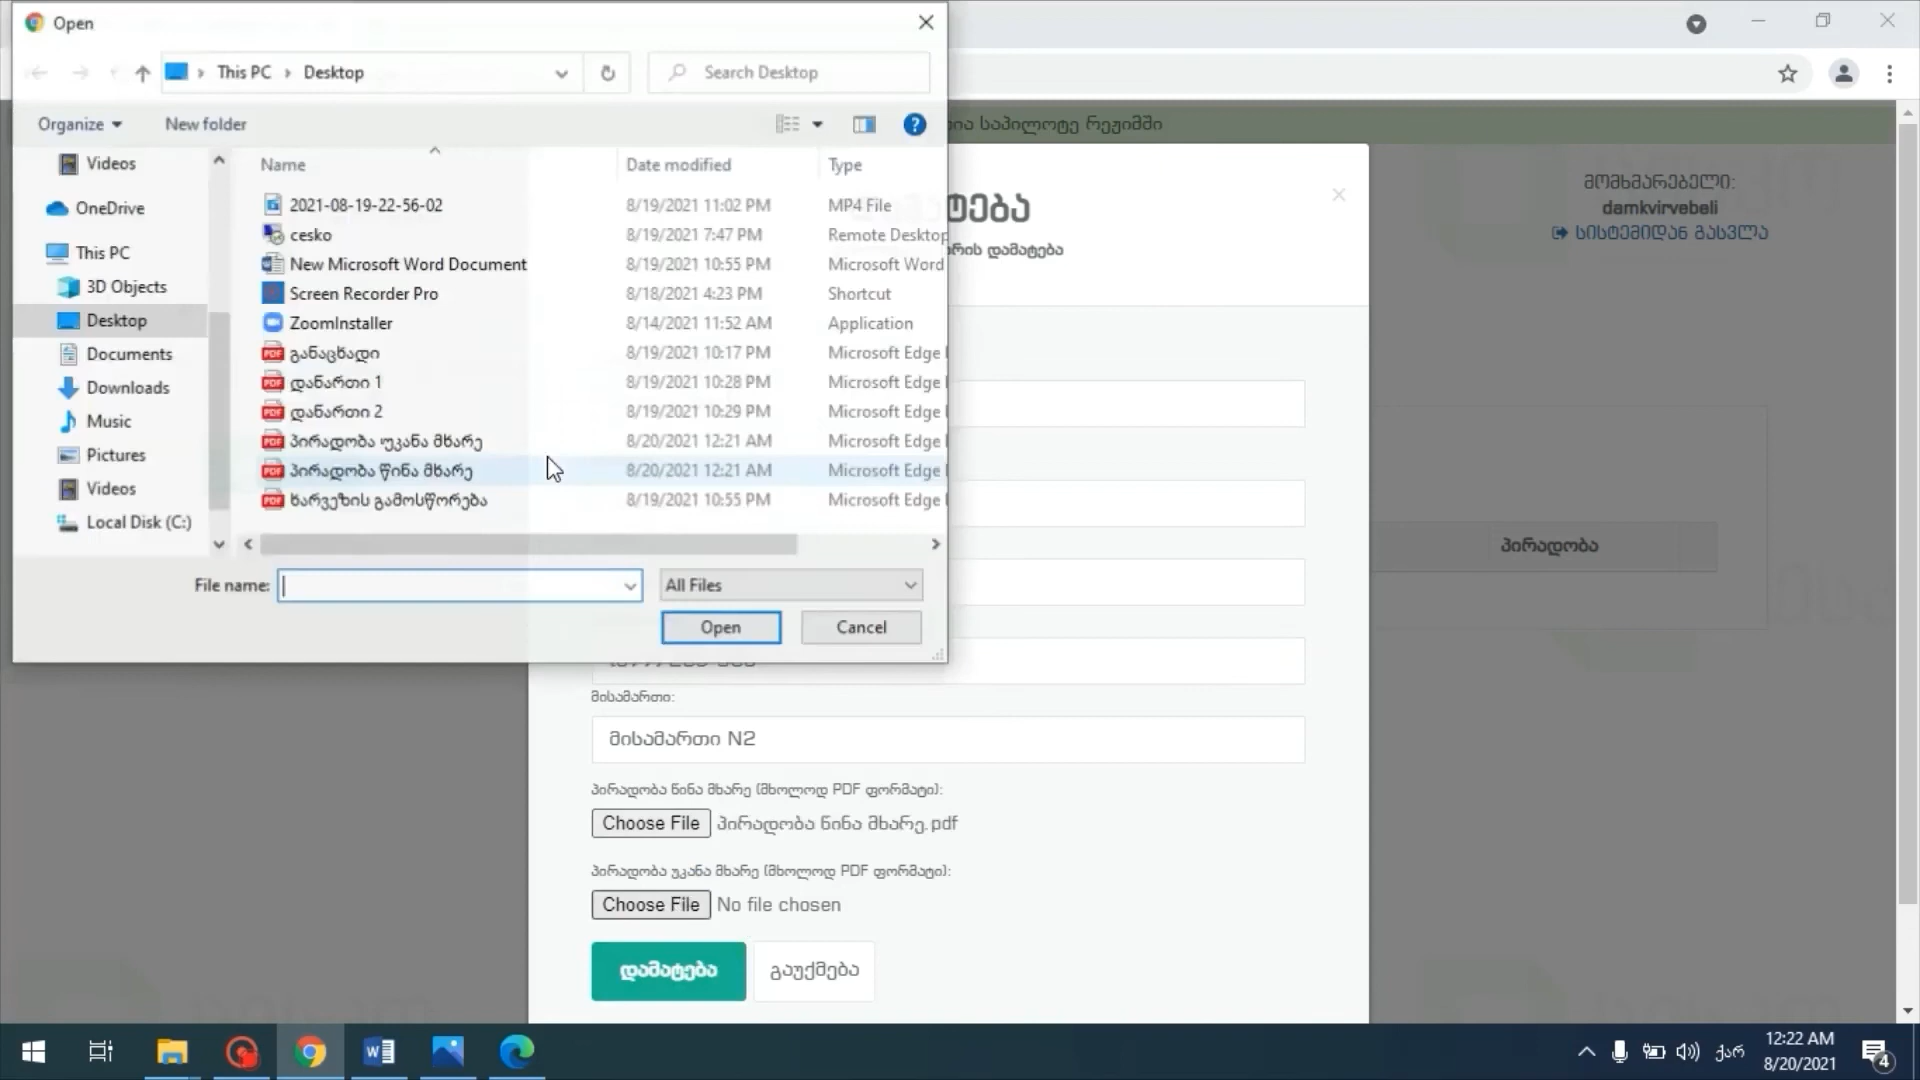 Open
This PC
Desktop
Search Desktop
Organize
New folder
Name
Date modified
Type
Videos
OneDrive
This PC
3D Objects
Desktop
Documents
Downloads
Music
Pictures
Videos
Local Disk (C:)
2021-08-19-22-56-02 8/19/2021 11:02 PM MP4 File
cesko 8/19/2021 7:47 PM Remote Desktop
New Microsoft Word Document 8/19/2021 10:55 PM Microsoft Word
Screen Recorder Pro 8/18/2021 4:23 PM Shortcut
ZoomInstaller 8/14/2021 11:52 AM Application
განაცხადი 8/19/2021 10:17 PM Microsoft Edge
დანართი 1 8/19/2021 10:28 PM Microsoft Edge
დანართი 2 8/19/2021 10:29 PM Microsoft Edge
პირადობა უკანა მხარე 8/20/2021 12:21 AM Microsoft Edge
პირადობა წინა მხარე 8/20/2021 12:21 AM Microsoft Edge
ხარვეზის გამოსწორება 8/19/2021 10:55 PM Microsoft Edge
File name:
All Files
Open
Cancel
საპილოტე რეჟიმში
მომხმარებელი:
damkvirvebeli
სისტემიდან გასვლა
დამატება
პირადობა
მისამართი:
მისამართი N2
პირადობა წინა მხარე (მხოლოდ PDF ფორმატი):
Choose File პირადობა წინა მხარე.pdf
პირადობა უკანა მხარე (მხოლოდ PDF ფორმატი):
Choose File No file chosen
დამატება
გაუქმება
ქარ
12:22 AM
8/20/2021
4